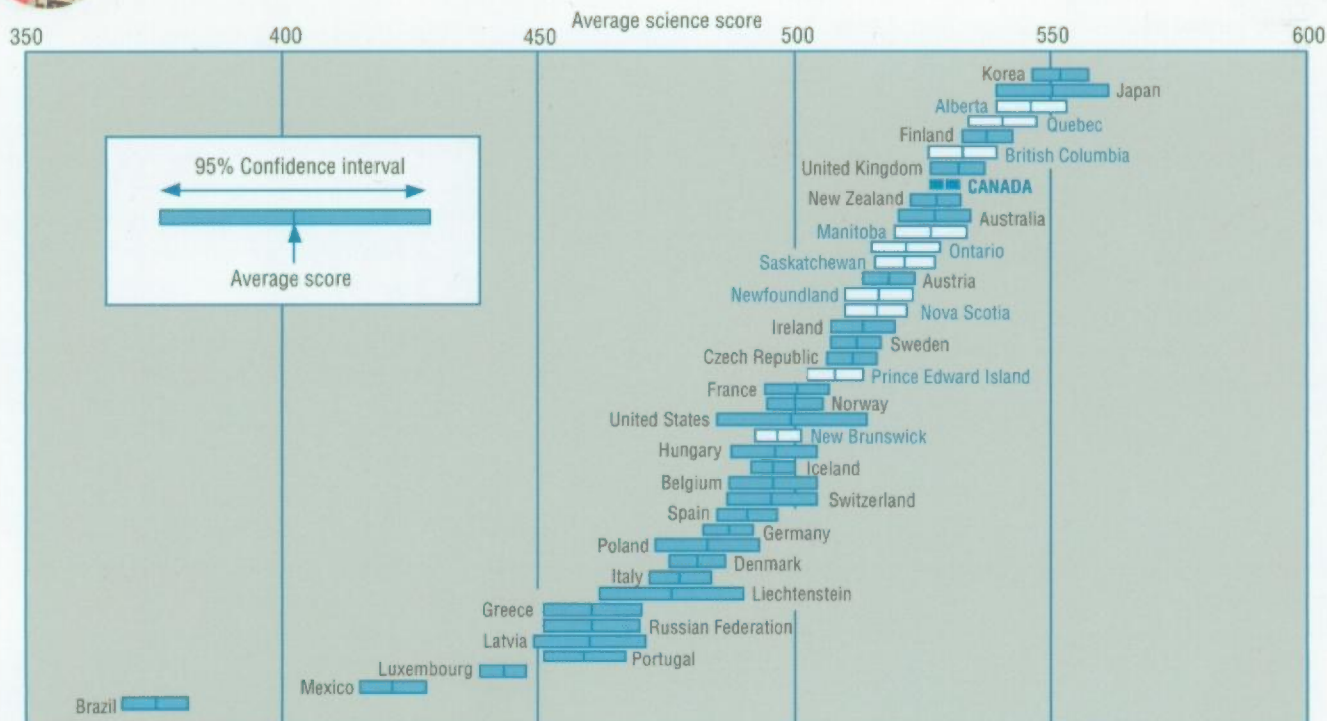 Average science score
350 400 450 500 550 600
Korea
Japan
Alberta
Quebec
Finland
British Columbia
United Kingdom
CANADA
New Zealand
Australia
Manitoba
Ontario
Saskatchewan
Austria
Newfoundland
Nova Scotia
Ireland
Sweden
Czech Republic
Prince Edward Island
France
Norway
United States
New Brunswick
Hungary
Iceland
Belgium
Switzerland
Spain
Germany
Poland
Denmark
Italy
Liechtenstein
Greece
Russian Federation
Latvia
Portugal
Luxembourg
Mexico
Brazil
95% Confidence interval
Average score